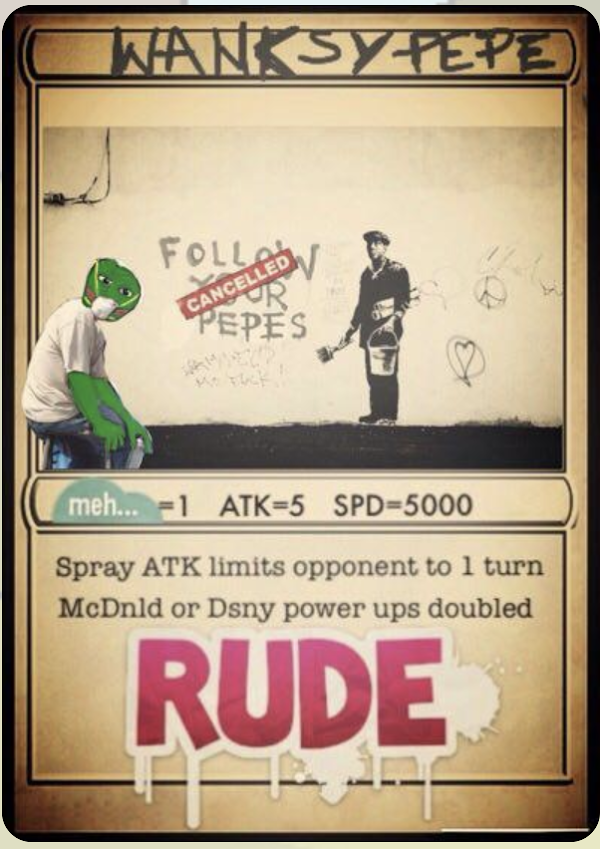 WANKSY-PEPE
FOLLOW
YOUR
CANCELLED
PEPES
meh... =1 ATK=5 SPD=5000
Spray ATK limits opponent to 1 turn
McDnld or Dsny power ups doubled
RUDE